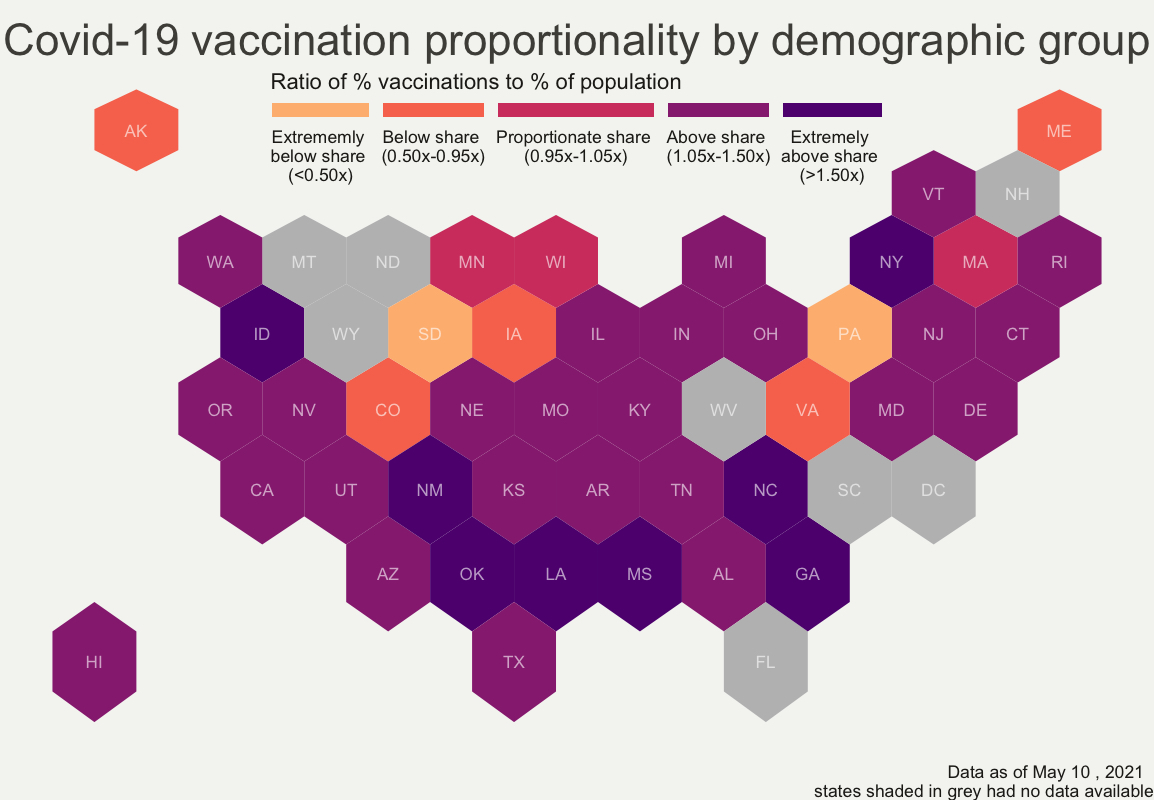 Covid-19 vaccination proportionality by demographic group
Ratio of % vaccinations to % of population
Extrememly
below share
(<0.50x)
Below share
(0.50x-0.95x)
Proportionate share
(0.95x-1.05x)
Above share
(1.05x-1.50x)
Extremely
above share
(>1.50x)
AK
ME
VT
NH
WA
MT
ND
MN
WI
MI
NY
MA
RI
ID
WY
SD
IA
IL
IN
OH
PA
NJ
CT
OR
NV
CO
NE
MO
KY
WV
VA
MD
DE
CA
UT
NM
KS
AR
TN
NC
SC
DC
AZ
OK
LA
MS
AL
GA
HI
TX
FL
Data as of May 10 , 2021
states shaded in grey had no data available